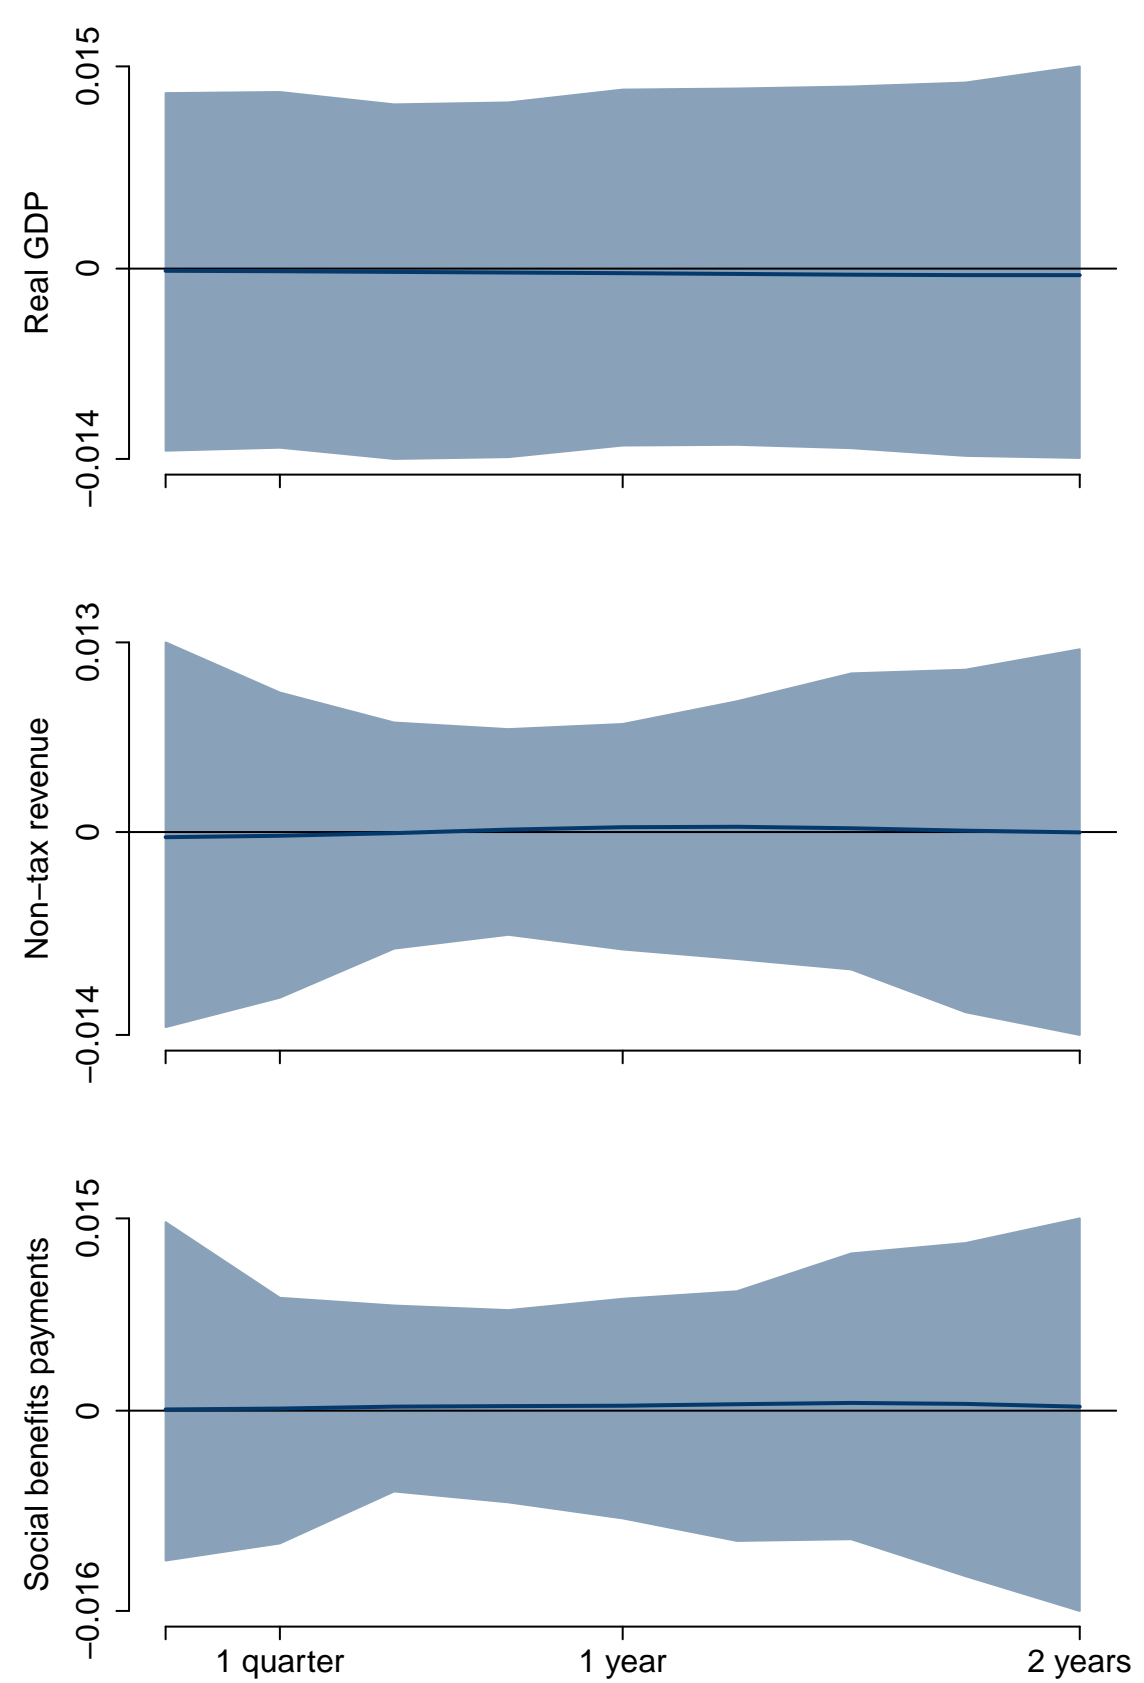 Real GDP
0.015
0
−0.014
Non−tax revenue
0.013
0
−0.014
Social benefits payments
0.015
0
−0.016
1 quarter
1 year
2 years